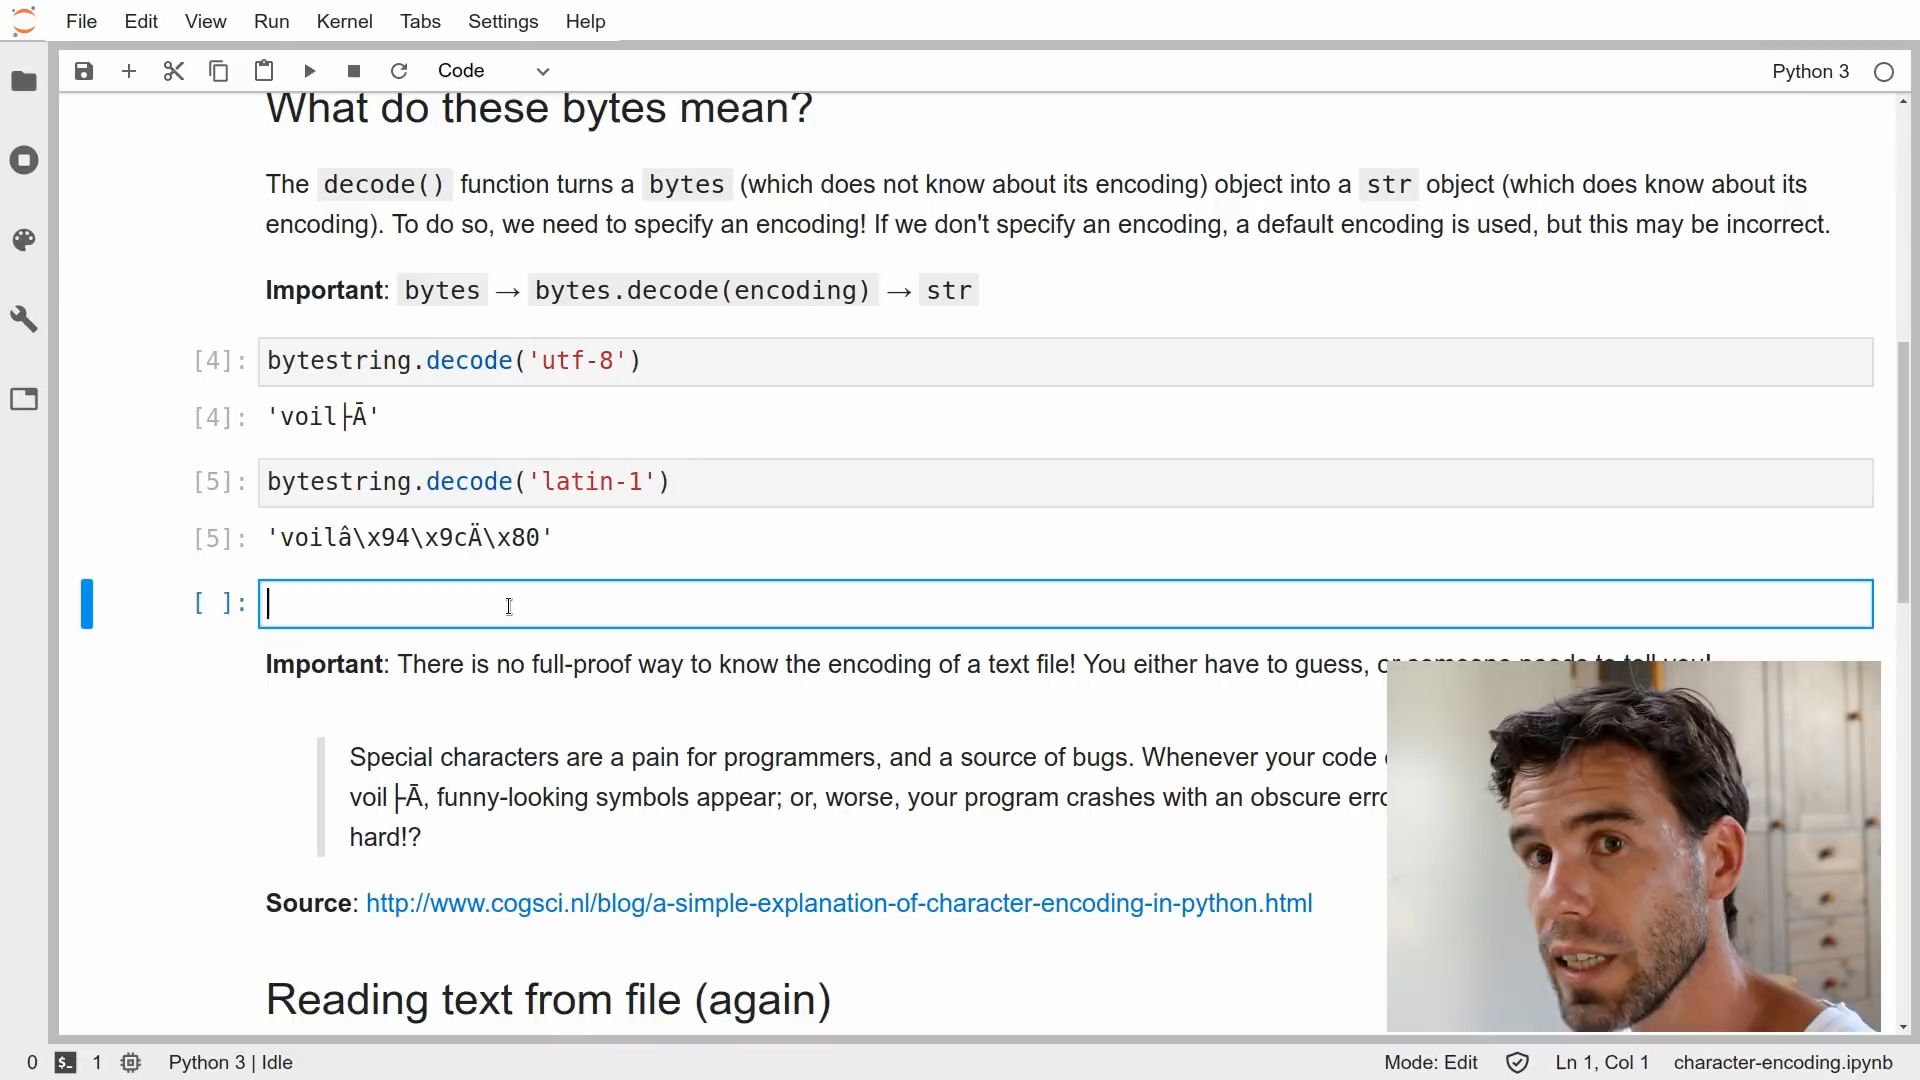 File Edit View Run Kernel Tabs Settings Help
Code
Python 3
What do these bytes mean?
The decode() function turns a bytes (which does not know about its encoding) object into a str object (which does know about its
encoding). To do so, we need to specify an encoding! If we don't specify an encoding, a default encoding is used, but this may be incorrect.
Important: bytes → bytes.decode(encoding) → str
[4]: bytestring.decode('utf-8')
[4]: 'voil├Ā'
[5]: bytestring.decode('latin-1')
[5]: 'voilâ\x94\x9cÄ\x80'
[ ]:
Important: There is no full-proof way to know the encoding of a text file! You either have to guess, or someone needs to tell you!
Special characters are a pain for programmers, and a source of bugs. Whenever your code
voil├Ā, funny-looking symbols appear; or, worse, your program crashes with an obscure
hard!?
Source: http://www.cogsci.nl/blog/a-simple-explanation-of-character-encoding-in-python.html
Reading text from file (again)
0 $_ 1 Python 3 | Idle Mode: Edit Ln 1, Col 1 character-encoding.ipynb